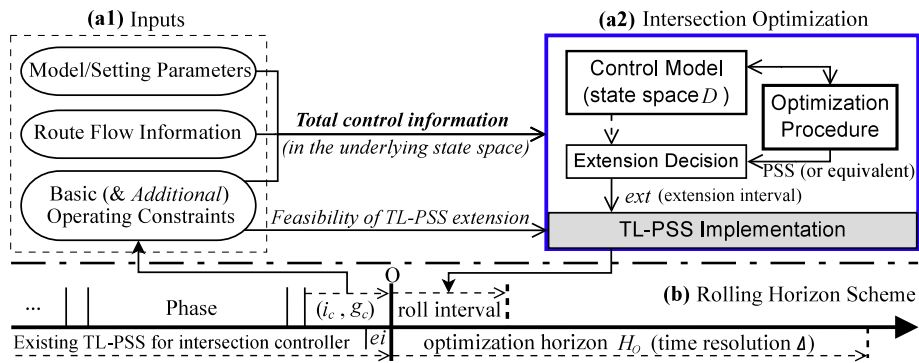 (a1) Inputs
(a2) Intersection Optimization
Model/Setting Parameters
Route Flow Information
Basic (& Additional)
Operating Constraints
Total control information
(in the underlying state space)
Feasibility of TL-PSS extension
Control Model
(state space D )
Optimization
Procedure
Extension Decision
PSS (or equivalent)
ext (extension interval)
TL-PSS Implementation
O
(b) Rolling Horizon Scheme
...
Phase
(i_c , g_c)
roll interval
Existing TL-PSS for intersection controller
ei
optimization horizon H_O (time resolution Δ)